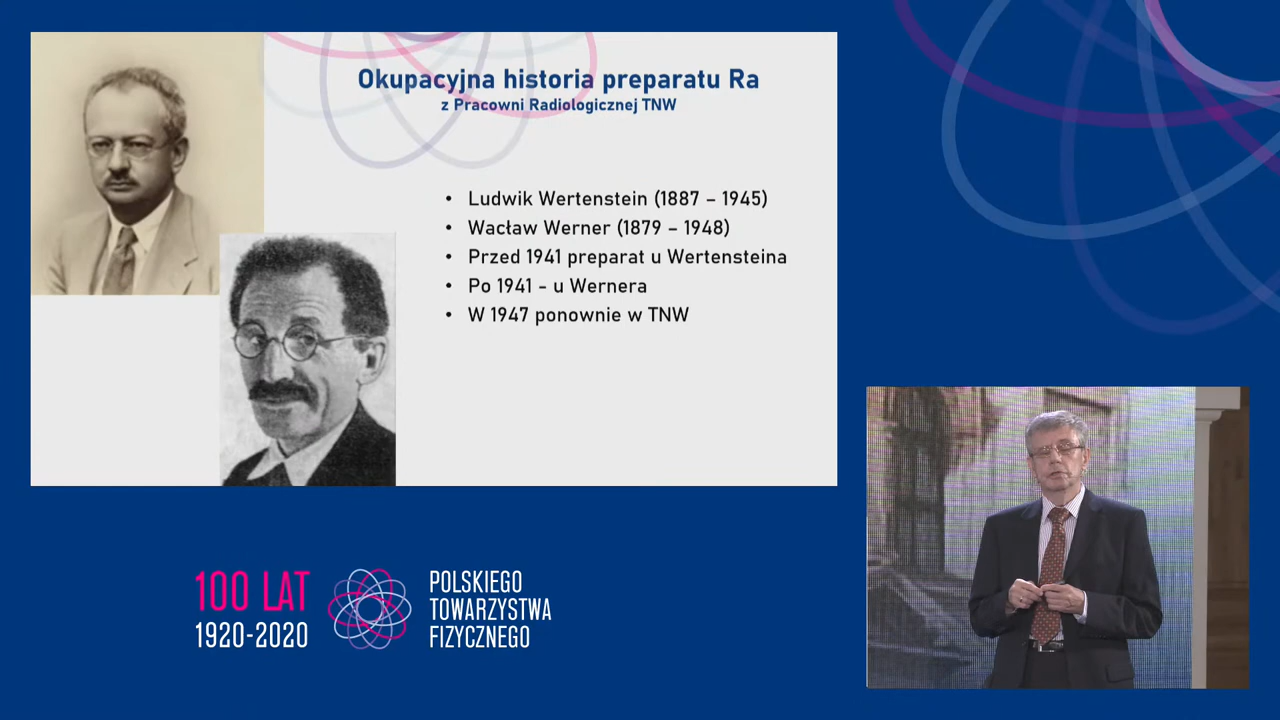 Okupacyjna historia preparatu Ra
z Pracowni Radiologicznej TNW
• Ludwik Wertenstein (1887 – 1945)
• Wacław Werner (1879 – 1948)
• Przed 1941 preparat u Wertensteina
• Po 1941 - u Wernera
• W 1947 ponownie w TNW
100 LAT
1920-2020
POLSKIEGO
TOWARZYSTWA
FIZYCZNEGO